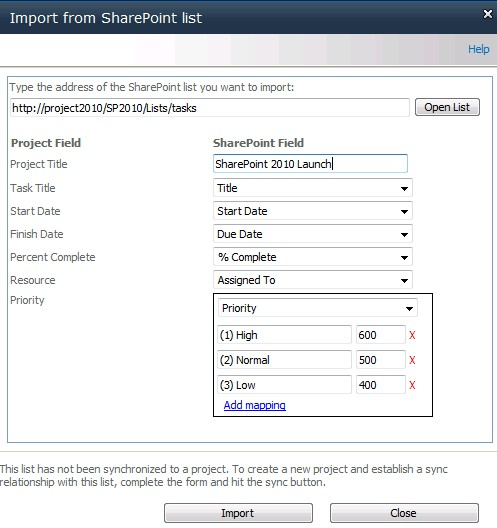 Import from SharePoint list
X
Help
Type the address of the SharePoint list you want to import:
http://project2010/SP2010/Lists/tasks Open List
Project Field SharePoint Field
Project Title SharePoint 2010 Launch
Task Title Title
Start Date Start Date
Finish Date Due Date
Percent Complete % Complete
Resource Assigned To
Priority Priority
(1) High 600 X
(2) Normal 500 X
(3) Low 400 X
Add mapping
This list has not been synchronized to a project. To create a new project and establish a sync
relationship with this list, complete the form and hit the sync button.
Import Close